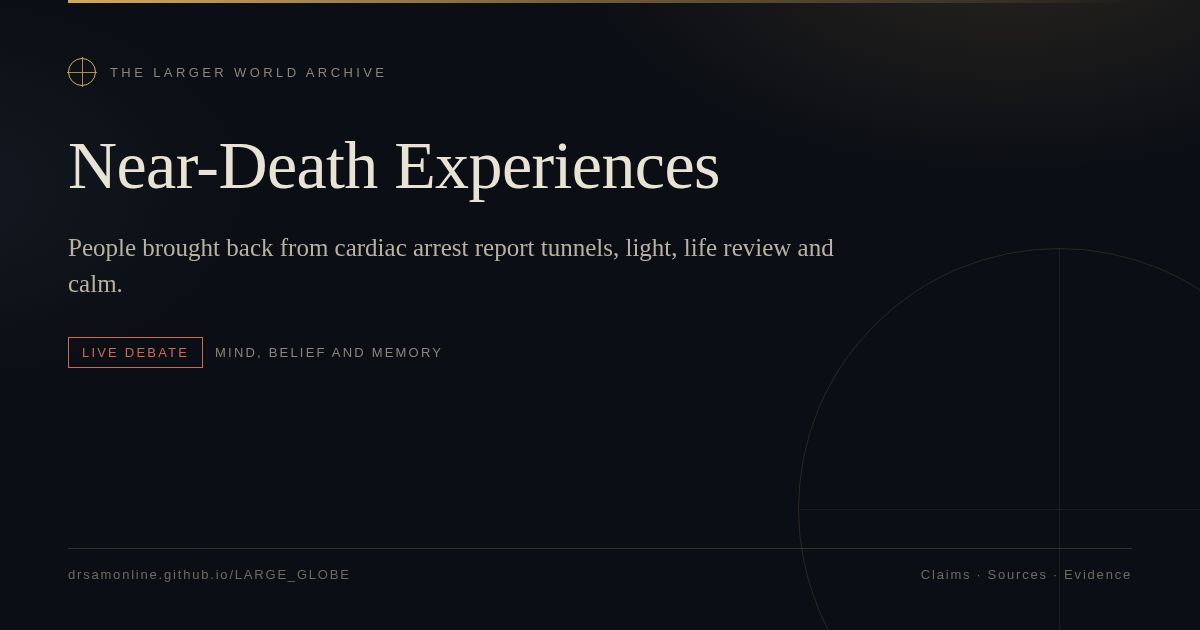 THE LARGER WORLD ARCHIVE
Near-Death Experiences
People brought back from cardiac arrest report tunnels, light, life review and
calm.
LIVE DEBATE
MIND, BELIEF AND MEMORY
drsamonline.github.io/LARGE_GLOBE
Claims · Sources · Evidence